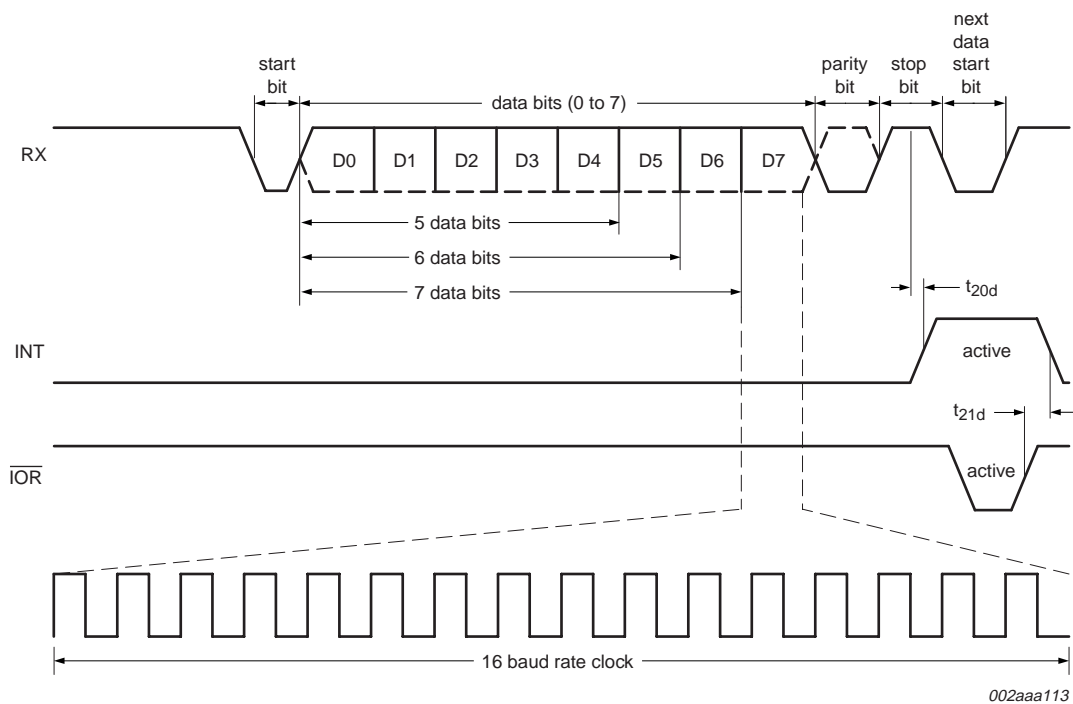 next
data
start
bit
start
bit
parity
bit
stop
bit
data bits (0 to 7)
RX
D0 D1 D2 D3 D4 D5 D6 D7
5 data bits
6 data bits
7 data bits
t20d
INT
active
t21d
IOR
active
16 baud rate clock
002aaa113